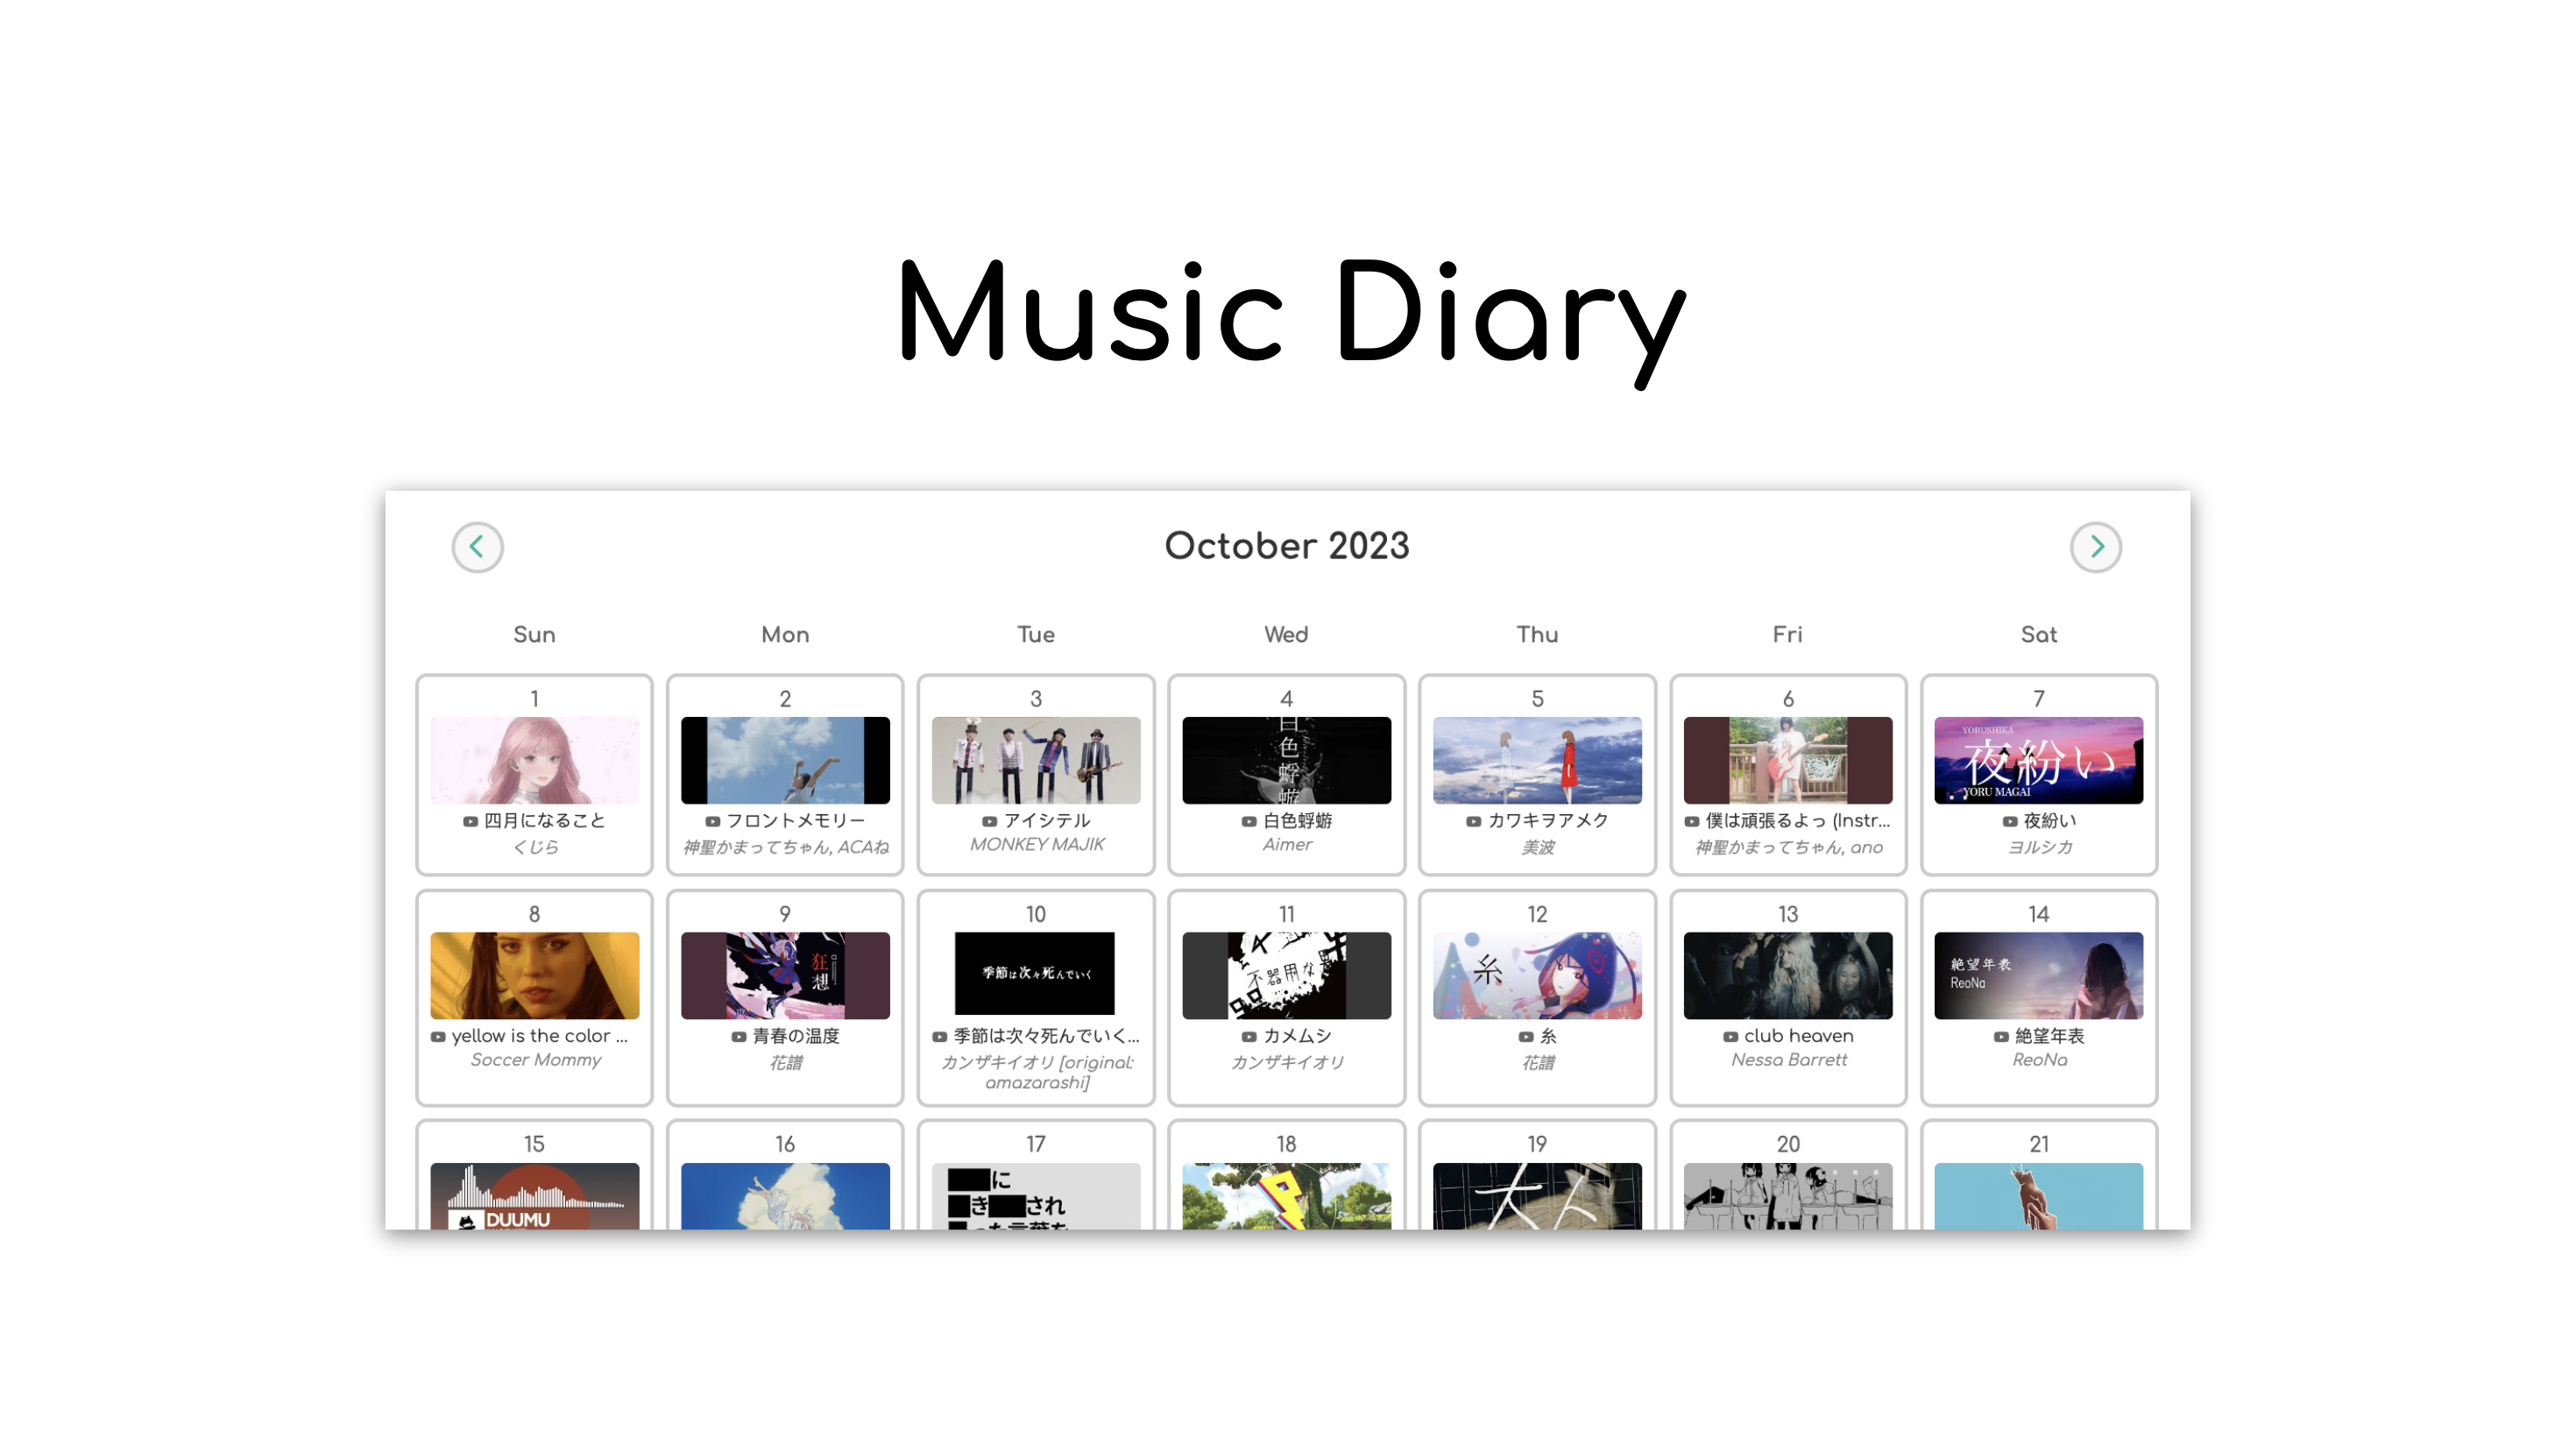 Music Diary
October 2023
Sun Mon Tue Wed Thu Fri Sat
1
四月になること
くじら
2
フロントメモリー
神聖かまってちゃん, ACAね
3
アイシテル
MONKEY MAJIK
4
白色蜉蝣
白色蜉蝣
Aimer
5
カワキヲアメク
美波
6
僕は頑張るよっ (Instr...
神聖かまってちゃん, ano
7
YORUSHIKA
夜紛い
YORU MAGAI
夜紛い
ヨルシカ
8
yellow is the color ...
Soccer Mommy
9
狂想
青春の温度
花譜
10
季節は次々死んでいく
季節は次々死んでいく...
カンザキイオリ [original:
amazarashi]
11
不器用な
カメムシ
カンザキイオリ
12
糸
糸
花譜
13
club heaven
Nessa Barrett
14
絶望年表
ReoNa
絶望年表
ReoNa
15
DUUMU
16
17
に
き され
18
19
大人
20
21